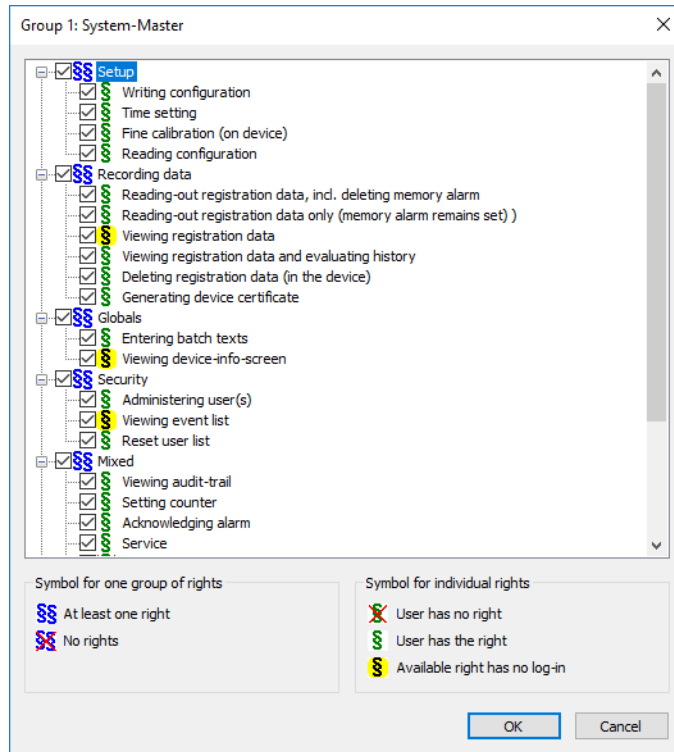 Group 1: System-Master
Setup
Writing configuration
Time setting
Fine calibration (on device)
Reading configuration
Recording data
Reading-out registration data, incl. deleting memory alarm
Reading-out registration data only (memory alarm remains set) )
Viewing registration data
Viewing registration data and evaluating history
Deleting registration data (in the device)
Generating device certificate
Globals
Entering batch texts
Viewing device-info-screen
Security
Administering user(s)
Viewing event list
Reset user list
Mixed
Viewing audit-trail
Setting counter
Acknowledging alarm
Service
Symbol for one group of rights
At least one right
No rights
Symbol for individual rights
User has no right
User has the right
Available right has no log-in
OK
Cancel